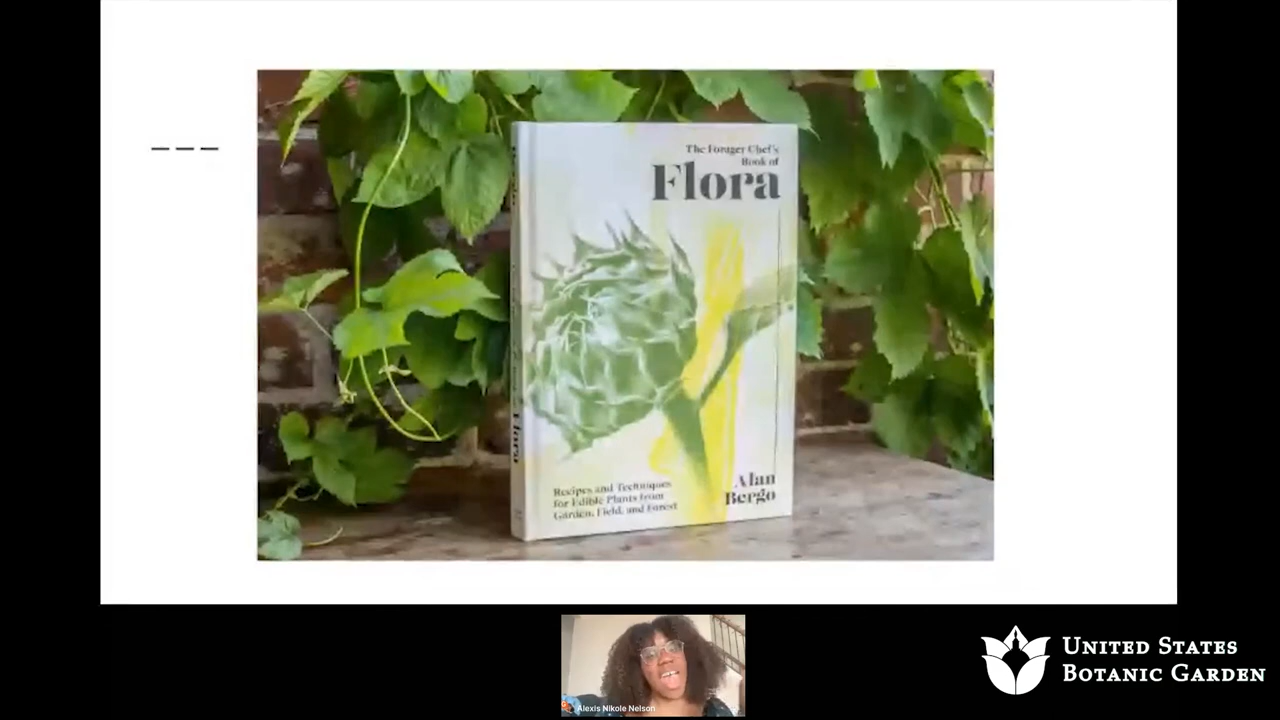 The Forager Chef's
Book of
Flora
Recipes and Techniques
for Edible Plants from
Garden, Field, and Forest
Alan
Bergo
Flora
Alexis Nikole Nelson
UNITED STATES
BOTANIC GARDEN